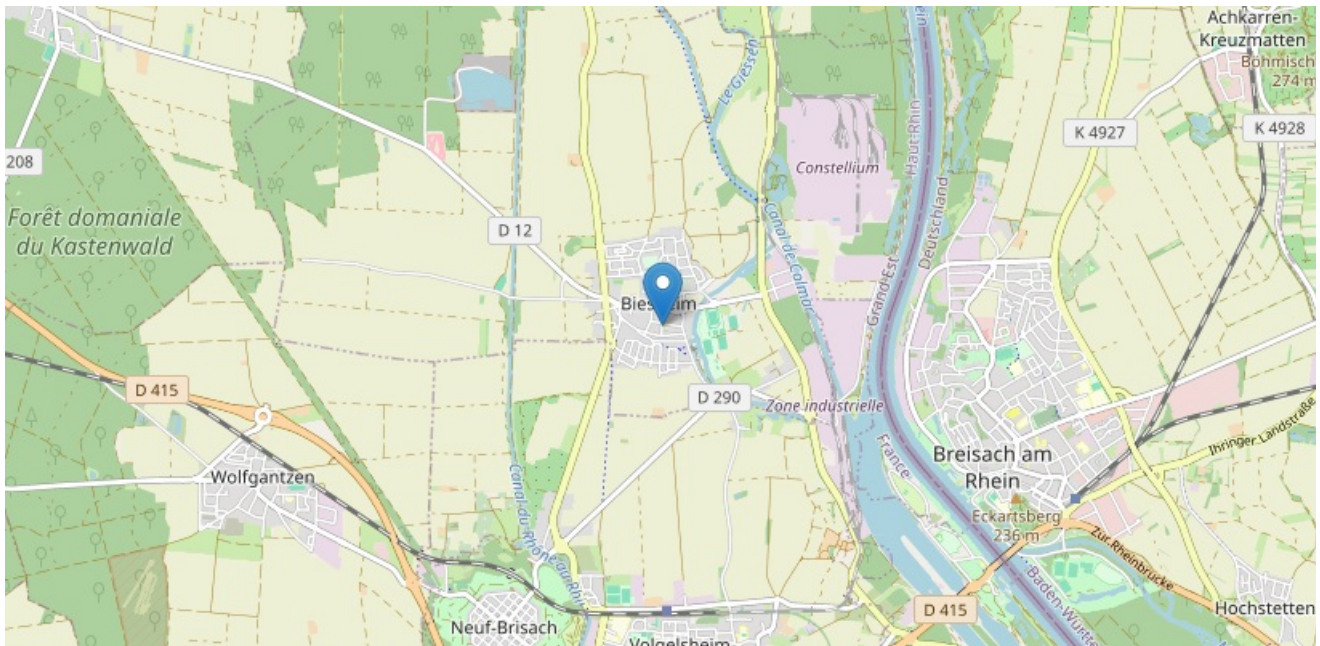 Achkarren-
Kreuzmatten
274 m
K 4927
K 4928
208
Le Giessen
Haut-Rhin
Constellium
Deutschland
Forêt domaniale
du Kastenwald
D 12
Canal de Colmar
Grand Est
D 415
D 290
Zone industrielle
Ihringer Landstraße
France
Breisach am
Rhein
Wolfgantzen
Canal du Rhône au Rhin
Eckartsberg
236 m
Zur Rheinbrücke
D 415
Hochstetten
Neuf-Brisach
Volgelsheim